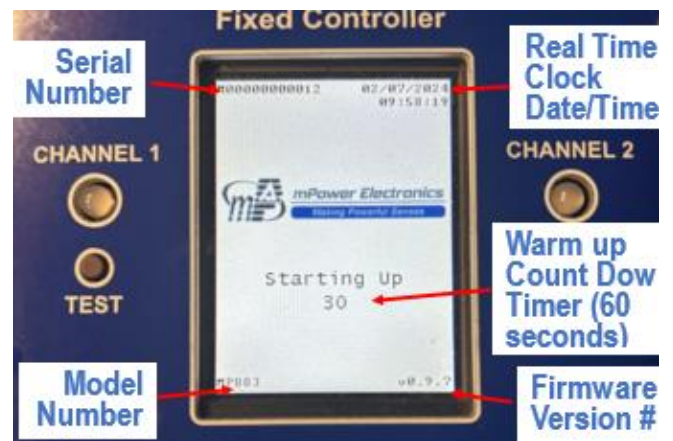 Fixed Controller
Serial
Number
Real Time
Clock
Date/Time
M00000000012 02/07/2024
09:58:19
CHANNEL 1
CHANNEL 2
mPower Electronics
Making Powerful Senses
Starting Up
30
Warm up
Count Dow
Timer (60
seconds)
TEST
Model
Number
MP803
v0.9.7
Firmware
Version #